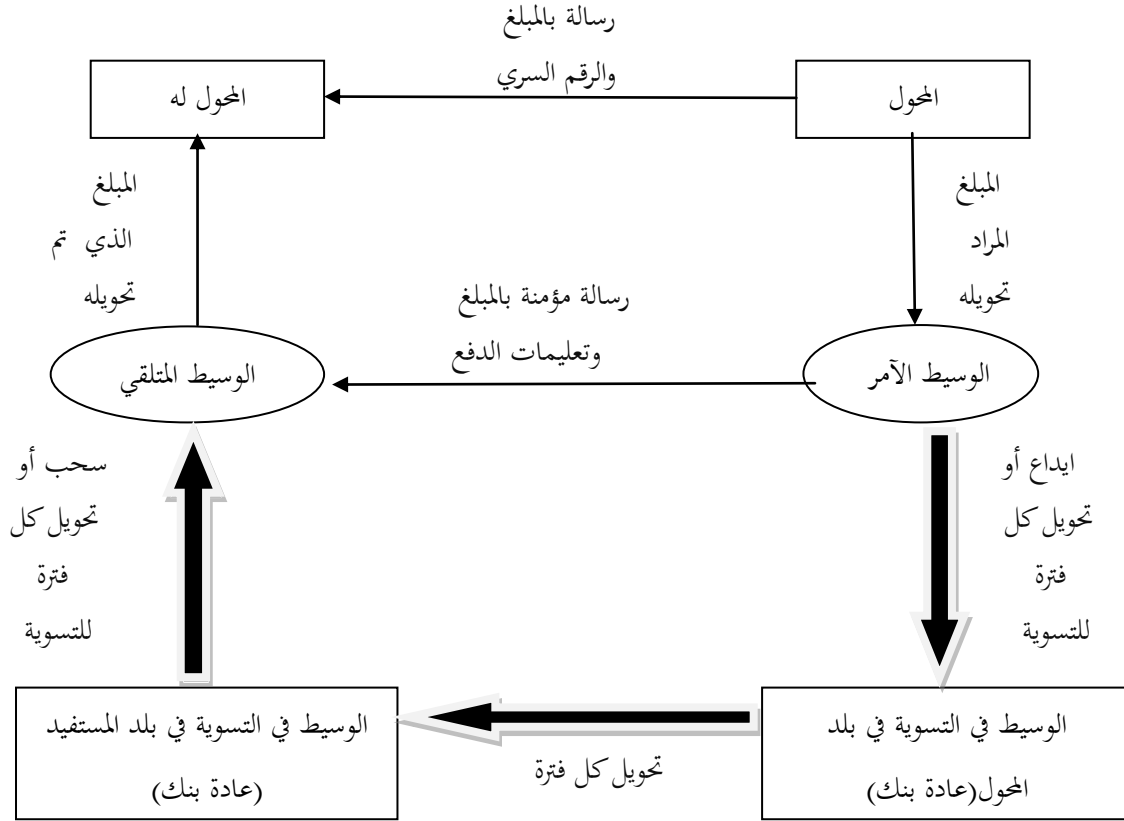 رسالة بالمبلغ
والرقم السري
المحول
المحول له
المبلغ
المراد
تحويله
المبلغ
الذي تم
تحويله
رسالة مؤمنة بالمبلغ
وتعليمات الدفع
الوسيط الآمر
الوسيط المتلقي
ايداع أو
تحويل كل
فترة
للتسوية
سحب أو
تحويل كل
فترة
للتسوية
الوسيط في التسوية في بلد
المحول(عادة بنك)
تحويل كل فترة
الوسيط في التسوية في بلد المستفيد
(عادة بنك)